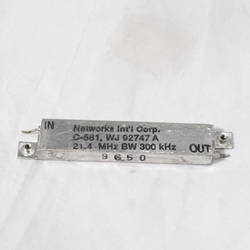 IN
Networks Int'l Corp.
C-581, WJ 92747 A
21.4 MHz BW 300 kHz
OUT
9650